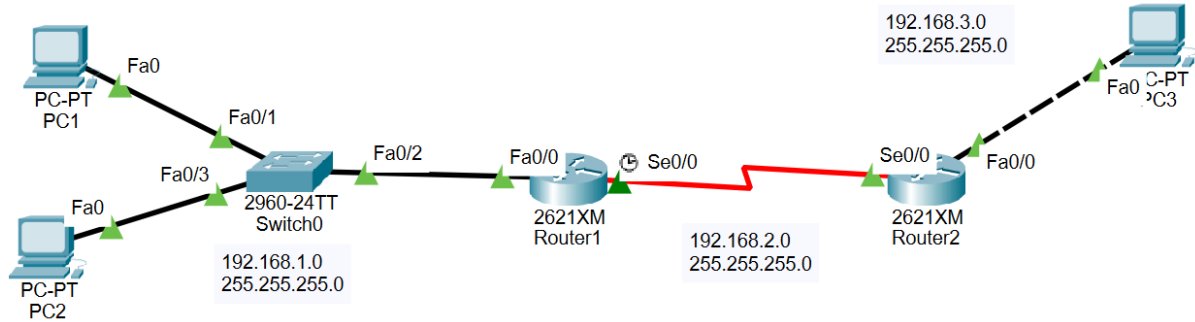 192.168.3.0
255.255.255.0
Fa0
PC-PT
PC1
Fa0/1
Fa0/3
Fa0
PC-PT
PC2
2960-24TT
Switch0
Fa0/2
192.168.1.0
255.255.255.0
Fa0/0
2621XM
Router1
Se0/0
192.168.2.0
255.255.255.0
Se0/0
2621XM
Router2
Fa0/0
Fa0
C-PT
PC3